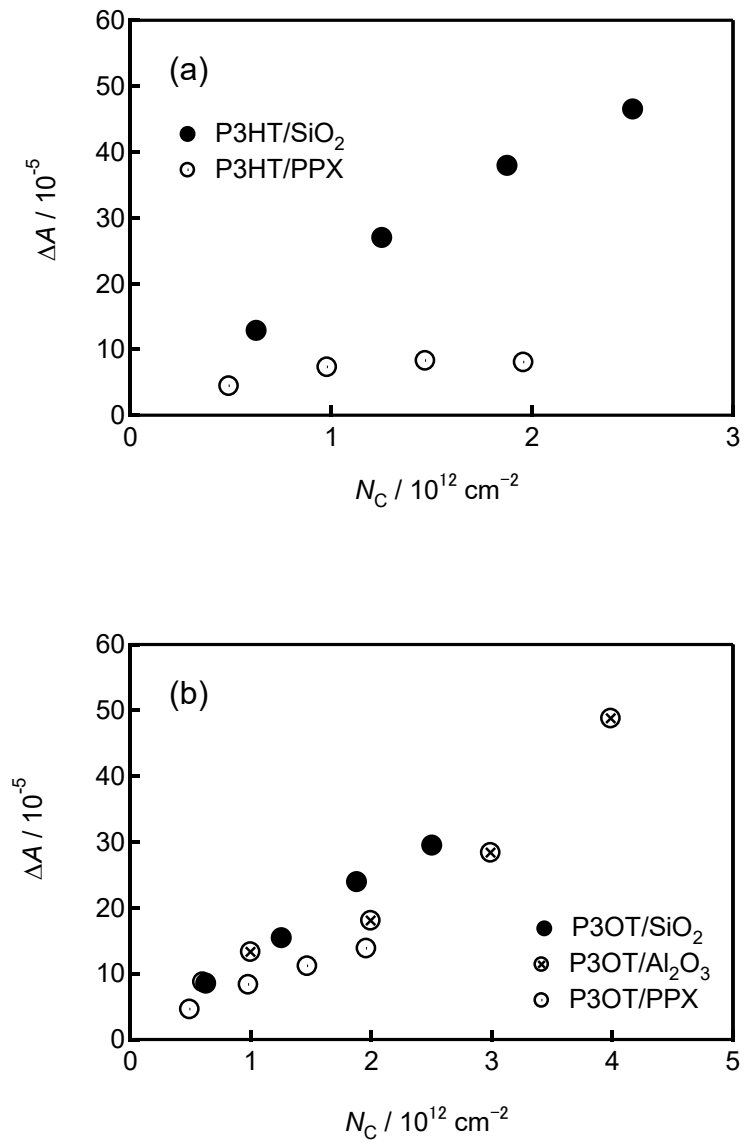 60
(a)
50
P3HT/SiO₂
40
P3HT/PPX
ΔA / 10⁻⁵
30
20
10
0
0 1 2 3
N_C / 10¹² cm⁻²
60
(b)
50
40
ΔA / 10⁻⁵
30
20
P3OT/SiO₂
P3OT/Al₂O₃
10
P3OT/PPX
0
0 1 2 3 4 5
N_C / 10¹² cm⁻²